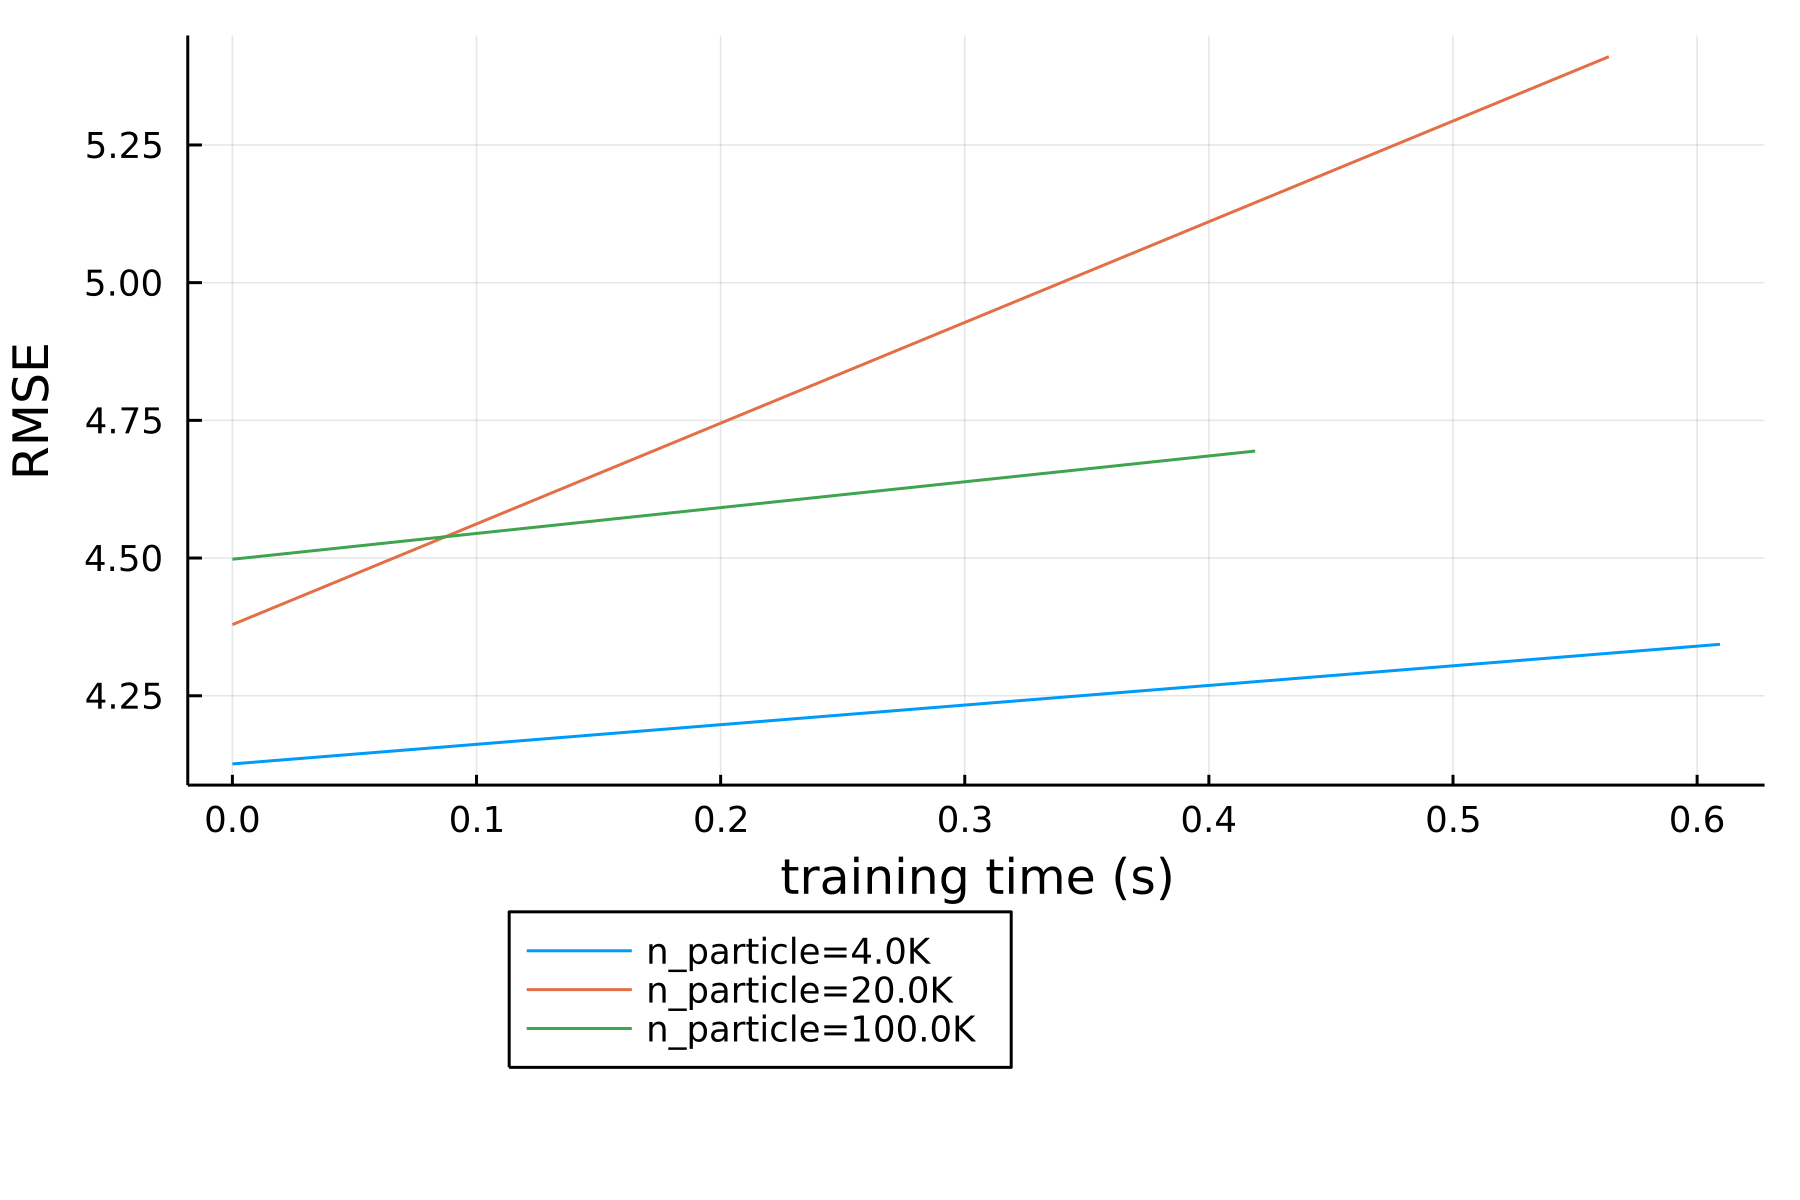 RMSE
5.25
5.00
4.75
4.50
4.25
0.0 0.1 0.2 0.3 0.4 0.5 0.6
training time (s)
n_particle=4.0K
n_particle=20.0K
n_particle=100.0K